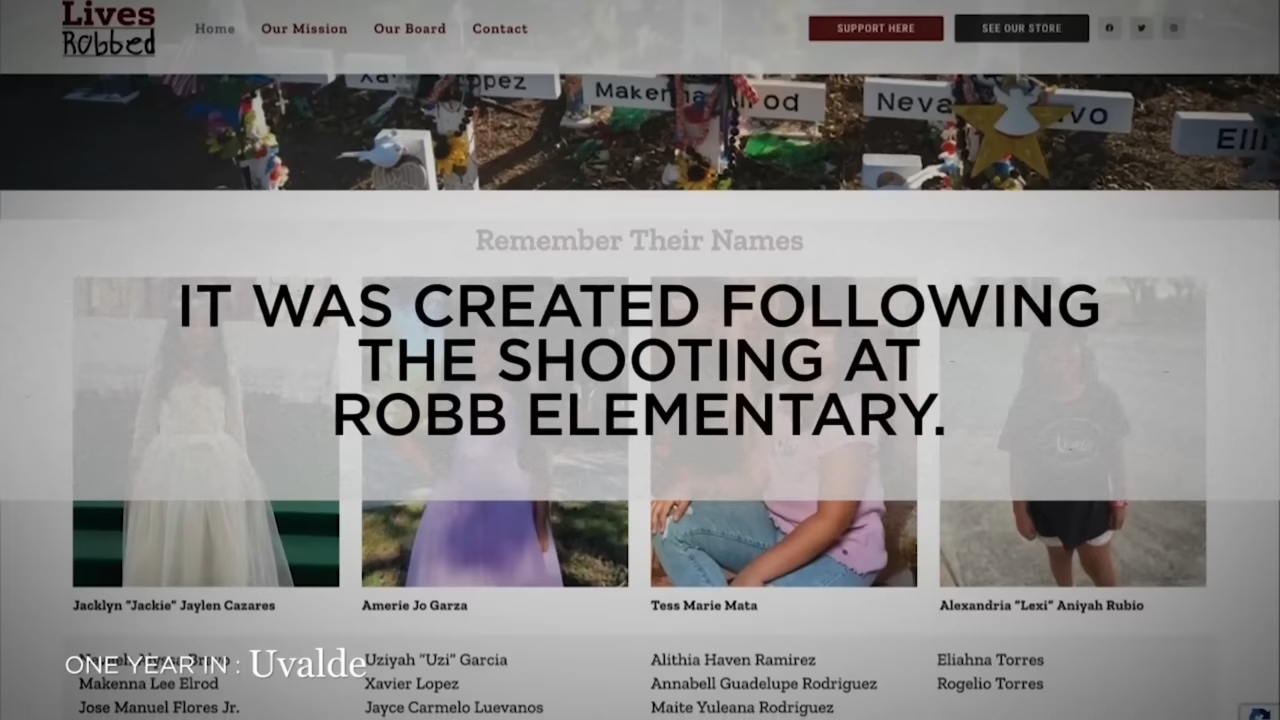 Lives
Robbed
Home Our Mission Our Board Contact
SUPPORT HERE SEE OUR STORE
Makenna Elrod
Remember Their Names
IT WAS CREATED FOLLOWING
THE SHOOTING AT
ROBB ELEMENTARY.
Jacklyn "Jackie" Jaylen Cazares Amerie Jo Garza Tess Marie Mata Alexandria "Lexi" Aniyah Rubio
ONE YEAR IN : Uvalde
Uziyah "Uzi" Garcia Alithia Haven Ramirez Eliahna Torres
Makenna Lee Elrod Xavier Lopez Annabell Guadelupe Rodriguez Rogelio Torres
Jose Manuel Flores Jr. Jayce Carmelo Luevanos Maite Yuleana Rodriguez